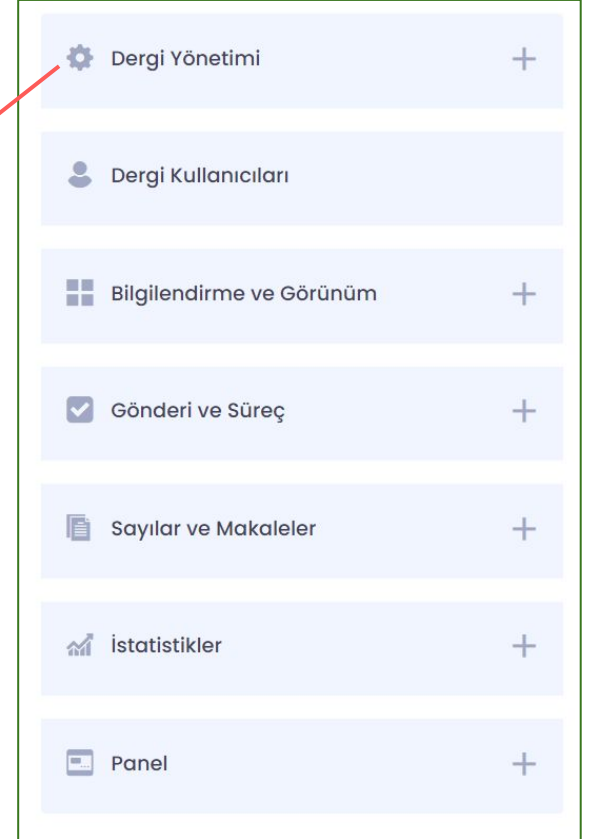 Dergi Yönetimi
Dergi Kullanıcıları
Bilgilendirme ve Görünüm
Gönderi ve Süreç
Sayılar ve Makaleler
İstatistikler
Panel